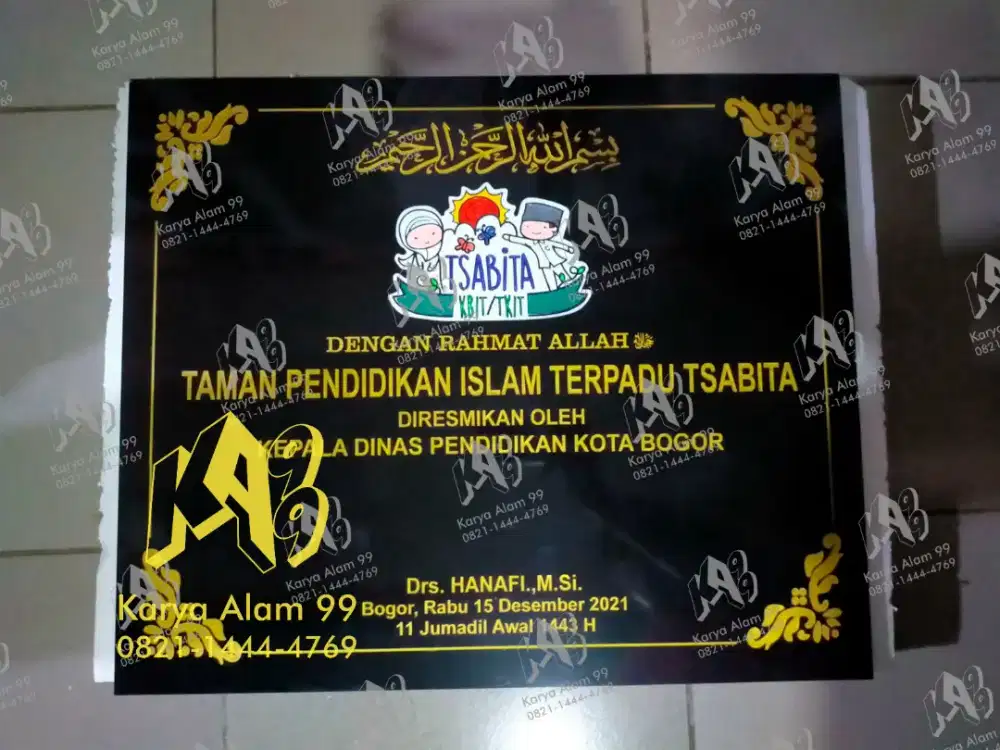 بسم الله الرحمن الرحيم
TSABITA
KBIT/TKIT
DENGAN RAHMAT ALLAH ﷻ
TAMAN PENDIDIKAN ISLAM TERPADU TSABITA
DIRESMIKAN OLEH
KEPALA DINAS PENDIDIKAN KOTA BOGOR
Drs. HANAFI.,M.Si.
Bogor, Rabu 15 Desember 2021
11 Jumadil Awal 1443 H
KA99
Karya Alam 99
0821-1444-4769